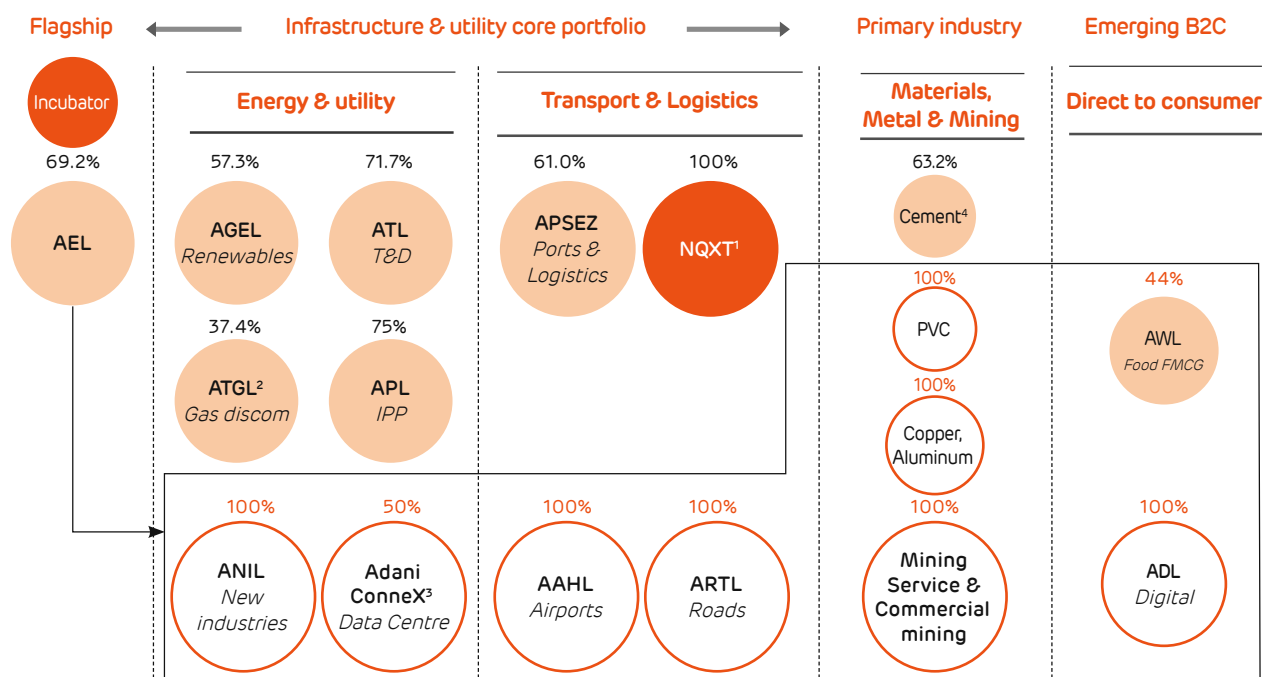 Flagship
Infrastructure & utility core portfolio
Primary industry
Emerging B2C
Incubator
Energy & utility
Transport & Logistics
Materials,
Metal & Mining
Direct to consumer
69.2%
57.3%
71.7%
61.0%
100%
63.2%
AEL
AGEL
Renewables
ATL
T&D
APSEZ
Ports &
Logistics
NQXT¹
Cement⁴
100%
PVC
44%
AWL
Food FMCG
37.4%
75%
ATGL²
Gas discom
APL
IPP
100%
Copper,
Aluminum
100%
50%
100%
100%
100%
100%
ANIL
New
industries
Adani
ConneX³
Data Centre
AAHL
Airports
ARTL
Roads
Mining
Service &
Commercial
mining
ADL
Digital